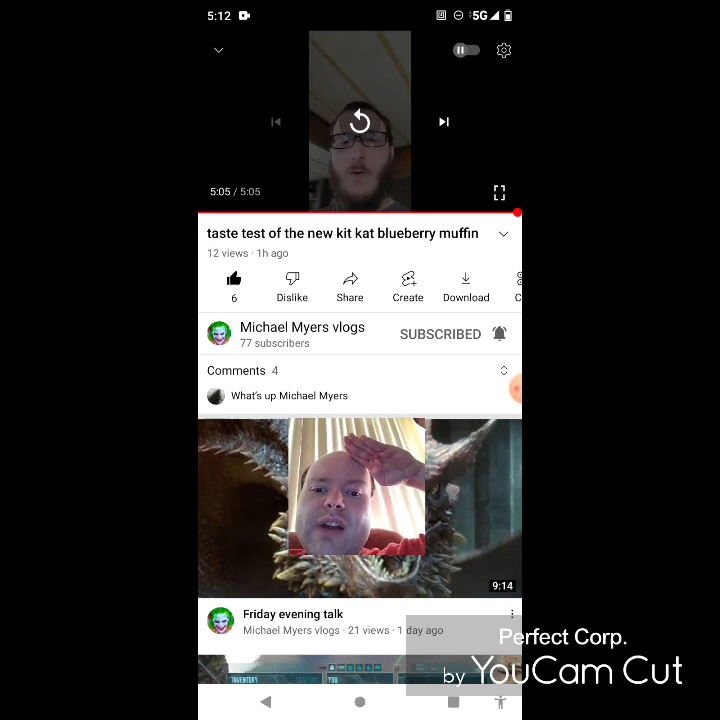 5:12
5G
5:05 / 5:05
taste test of the new kit kat blueberry muffin
12 views · 1h ago
6 Dislike Share Create Download C
Michael Myers vlogs SUBSCRIBED
77 subscribers
Comments 4
What's up Michael Myers
9:14
Friday evening talk
Michael Myers vlogs · 21 views · 1 day ago
Perfect Corp.
by YouCam Cut
INVENTORY YOU